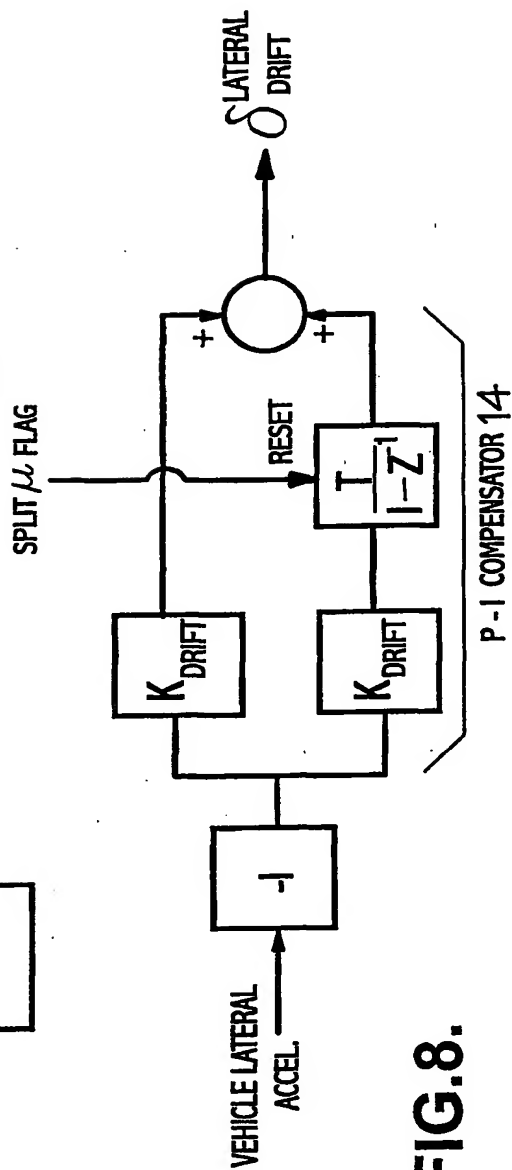 SPLIT μ FLAG
VEHICLE LATERAL
ACCEL.
-1
K DRIFT
K DRIFT
RESET
T
1-Z^-1
+
+
δ LATERAL
DRIFT
P-I COMPENSATOR 14
FIG.8.